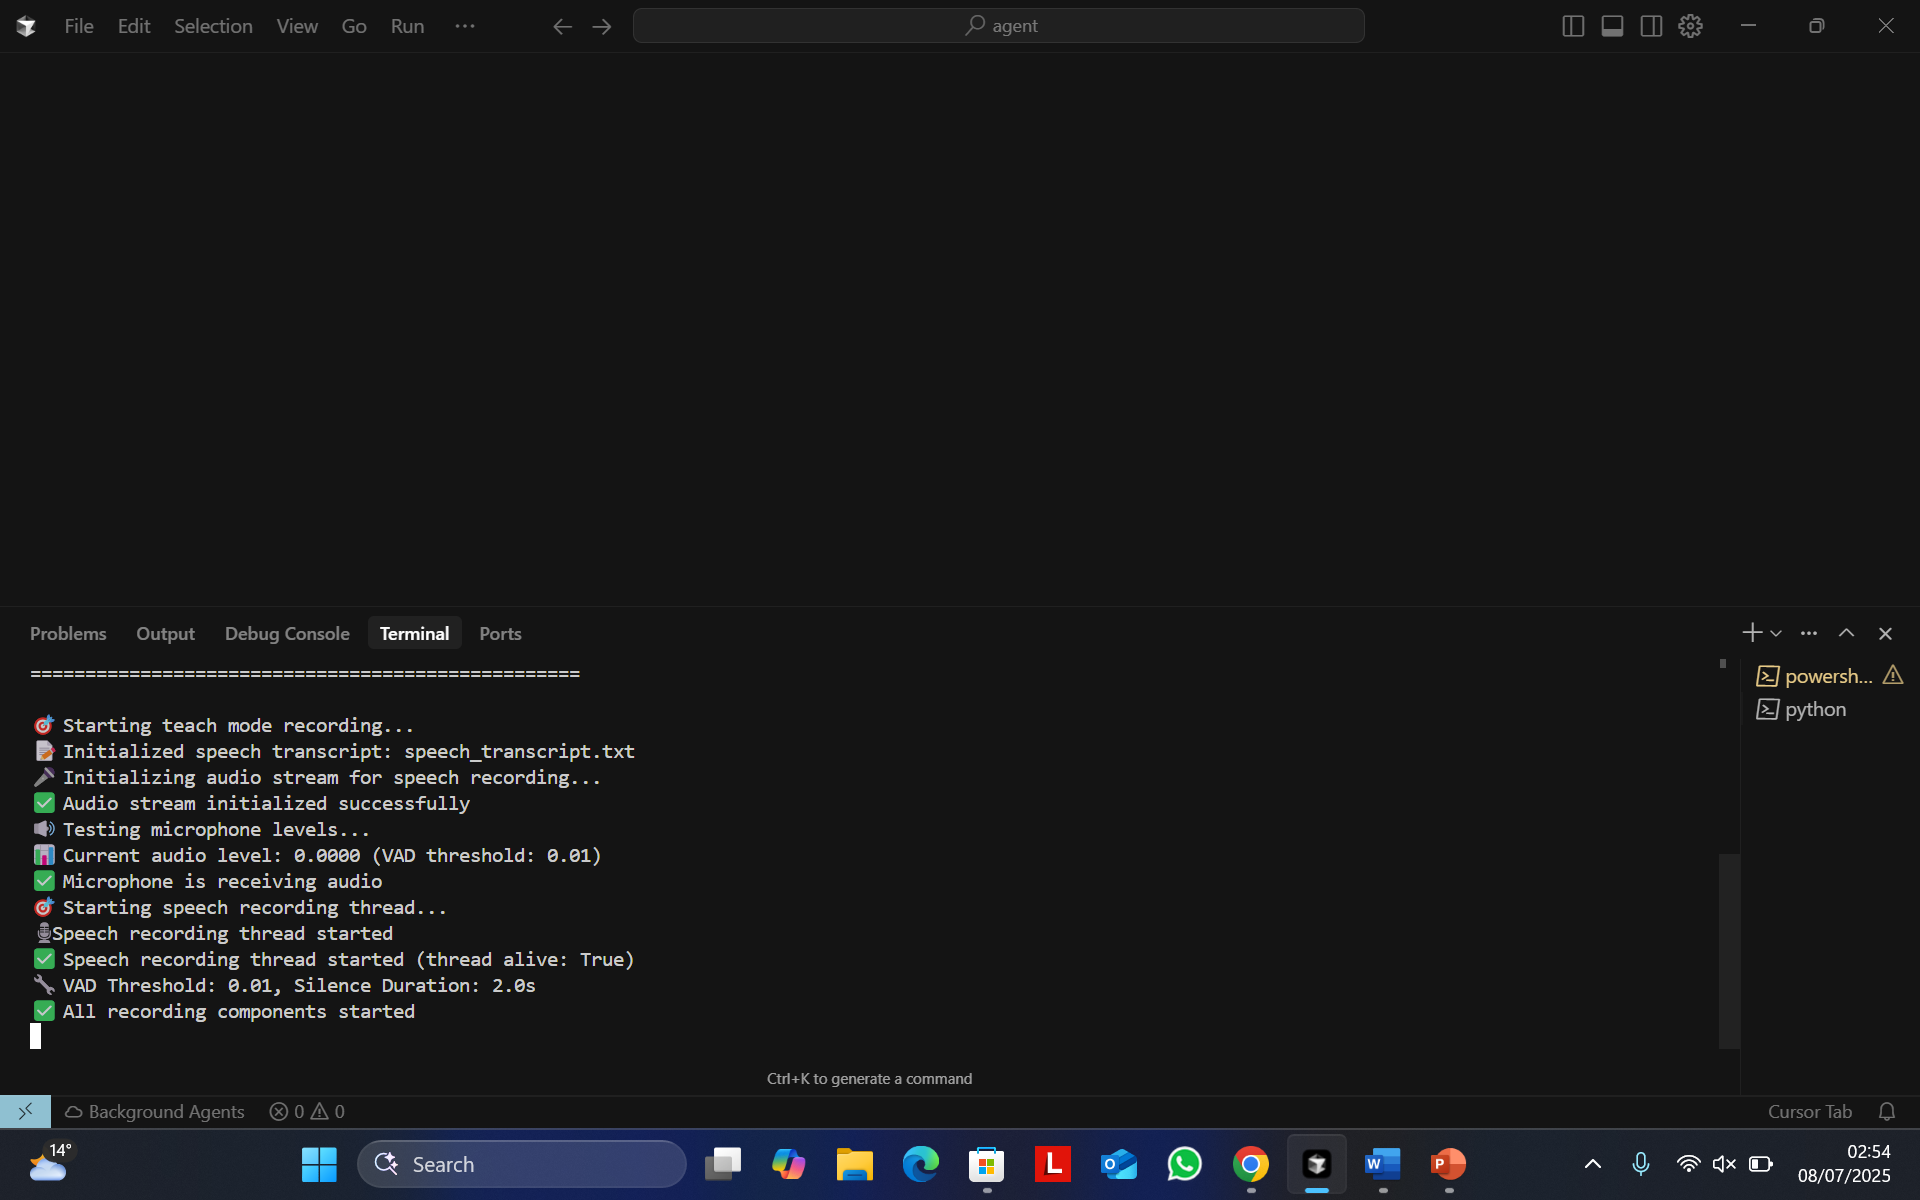 File Edit Selection View Go Run ···
agent
Problems Output Debug Console Terminal Ports
==================================================
Starting teach mode recording...
Initialized speech transcript: speech_transcript.txt
Initializing audio stream for speech recording...
Audio stream initialized successfully
Testing microphone levels...
Current audio level: 0.0000 (VAD threshold: 0.01)
Microphone is receiving audio
Starting speech recording thread...
Speech recording thread started
Speech recording thread started (thread alive: True)
VAD Threshold: 0.01, Silence Duration: 2.0s
All recording components started
powersh...
python
Ctrl+K to generate a command
Background Agents 0 0
Cursor Tab
14°
Search
L
O
W
P
02:54
08/07/2025